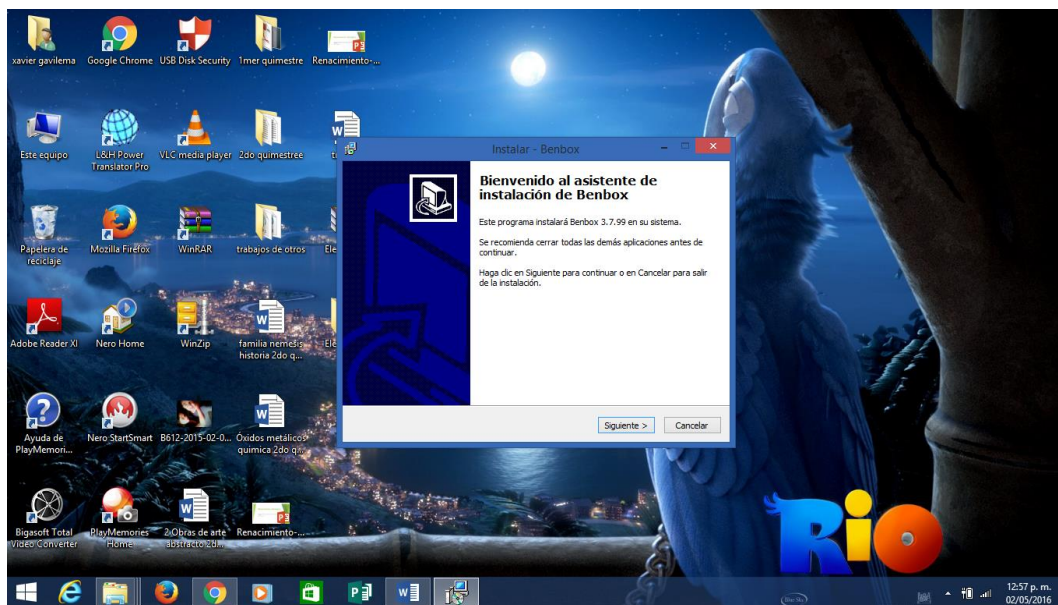 xavier gavilema
Google Chrome
USB Disk Security
1mer quimestre
Renacimiento-...
Este equipo
L&H Power
Translator Pro
VLC media player
2do quimestree
Papelera de
reciclaje
Mozilla Firefox
WinRAR
trabajos de otros
Ele
Adobe Reader XI
Nero Home
WinZip
familia nemesis
historia 2do q...
Ele
Ayuda de
PlayMemori...
Nero StartSmart
B612-2015-02-0...
Óxidos metálicos
quimica 2do q...
Bigasoft Total
Video Converter
PlayMemories
Home
2 Obras de arte
abstracto 2d...
Renacimiento-...
Instalar - Benbox
Bienvenido al asistente de
instalación de Benbox
Este programa instalará Benbox 3.7.99 en su sistema.
Se recomienda cerrar todas las demás aplicaciones antes de
continuar.
Haga clic en Siguiente para continuar o en Cancelar para salir
de la instalación.
Siguiente >
Cancelar
Rio
12:57 p. m.
02/05/2016